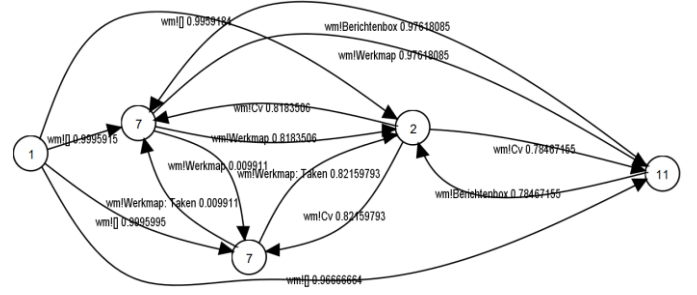 wm![] 0.9959184
wm!Berichtenbox 0.97618085
wm!Werkmap 0.97618085
wm!Cv 0.8183506
7
2
wm![] 0.9995915
wm!Werkmap 0.8183506
1
wm!Cv 0.78467155
wm!Werkmap 0.009911
wm!Werkmap: Taken 0.82159793
11
wm!Berichtenbox 0.78467155
wm!Werkmap: Taken 0.009911
wm!Cv 0.82159793
wm![] 0.9995995
7
wm![] 0.96666664